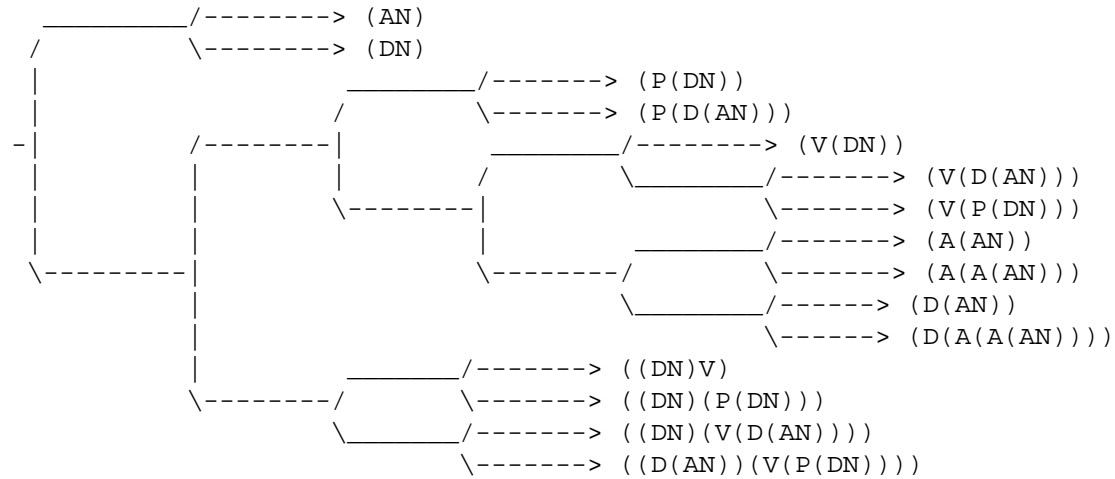 (AN)
(DN)
(P(DN))
(P(D(AN)))
(V(DN))
(V(D(AN)))
(V(P(DN)))
(A(AN))
(A(A(AN)))
(D(AN))
(D(A(A(AN))))
((DN)V)
((DN)(P(DN)))
((DN)(V(D(AN))))
((D(AN))(V(P(DN))))